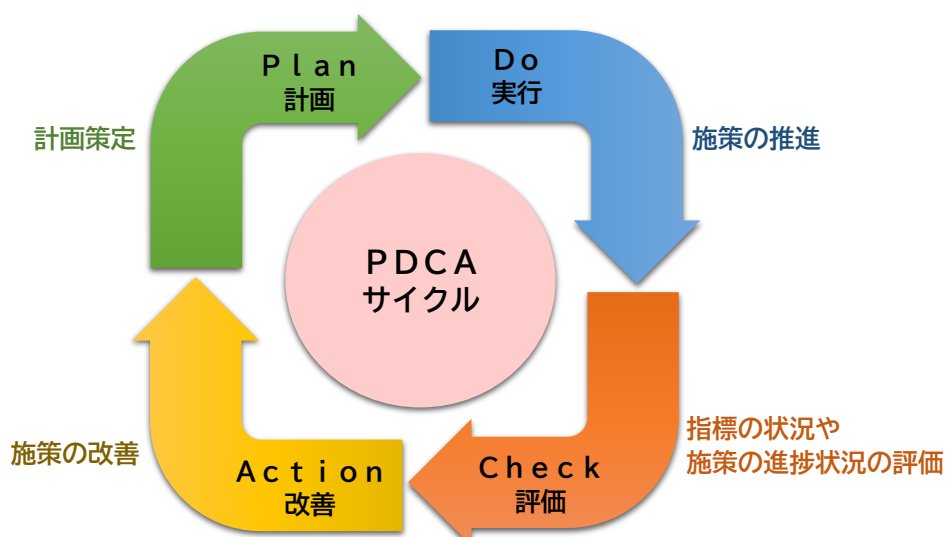 Ｐｌａｎ
計画
Ｄｏ
実行
計画策定
施策の推進
ＰＤＣＡ
サイクル
指標の状況や
施策の進捗状況の評価
施策の改善
Ｃｈｅｃｋ
評価
Ａｃｔｉｏｎ
改善